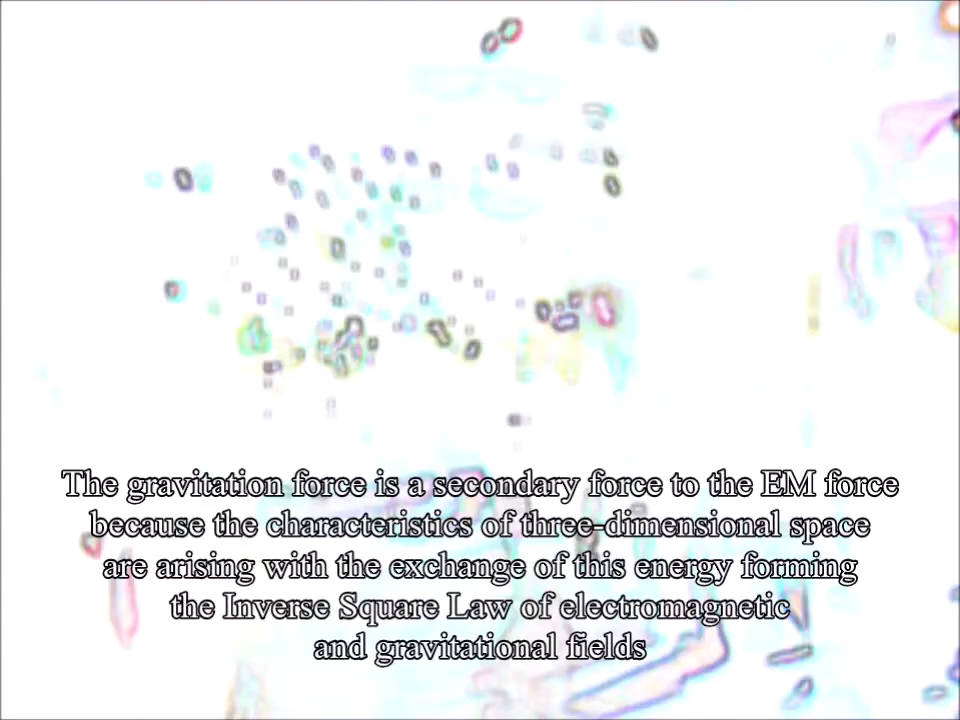 The gravitation force is a secondary force to the EM force
because the characteristics of three-dimensional space
are arising with the exchange of this energy forming
the Inverse Square Law of electromagnetic
and gravitational fields